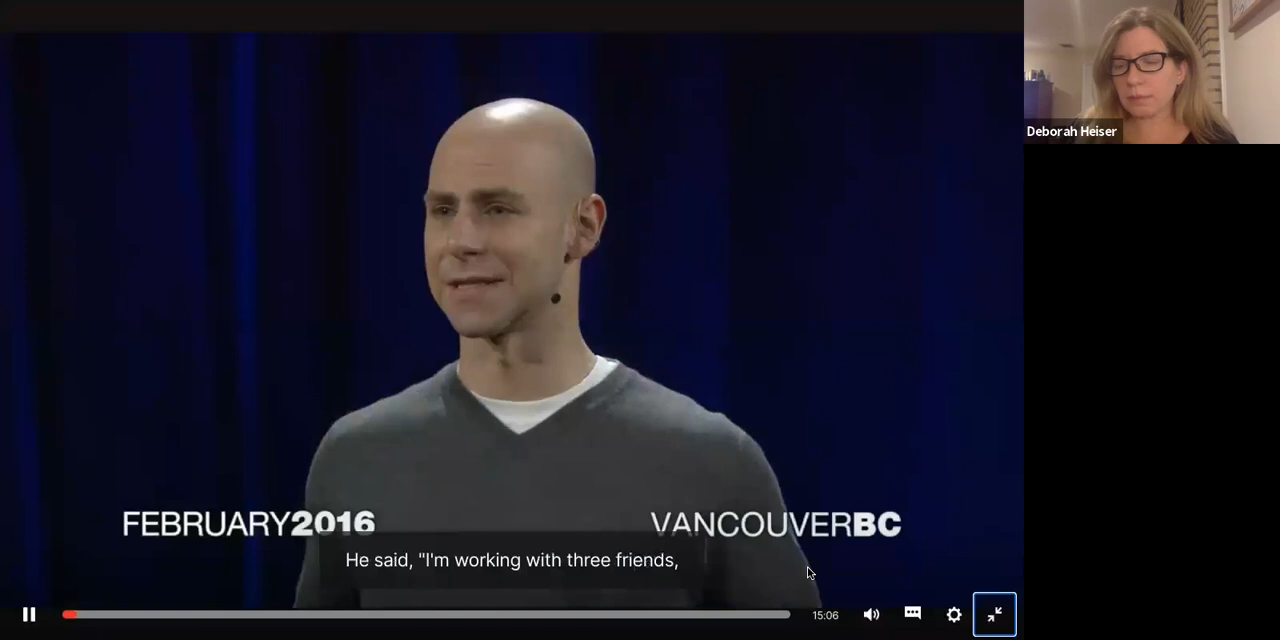 Deborah Heiser
FEBRUARY2016
VANCOUVERBC
He said, "I'm working with three friends,
15:06